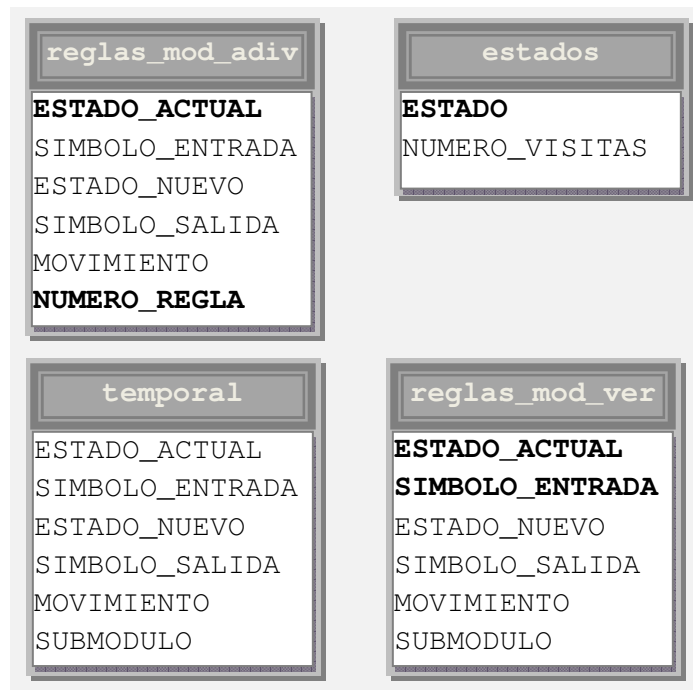 reglas_mod_adiv
ESTADO_ACTUAL
SIMBOLO_ENTRADA
ESTADO_NUEVO
SIMBOLO_SALIDA
MOVIMIENTO
NUMERO_REGLA
estados
ESTADO
NUMERO_VISITAS
temporal
ESTADO_ACTUAL
SIMBOLO_ENTRADA
ESTADO_NUEVO
SIMBOLO_SALIDA
MOVIMIENTO
SUBMODULO
reglas_mod_ver
ESTADO_ACTUAL
SIMBOLO_ENTRADA
ESTADO_NUEVO
SIMBOLO_SALIDA
MOVIMIENTO
SUBMODULO